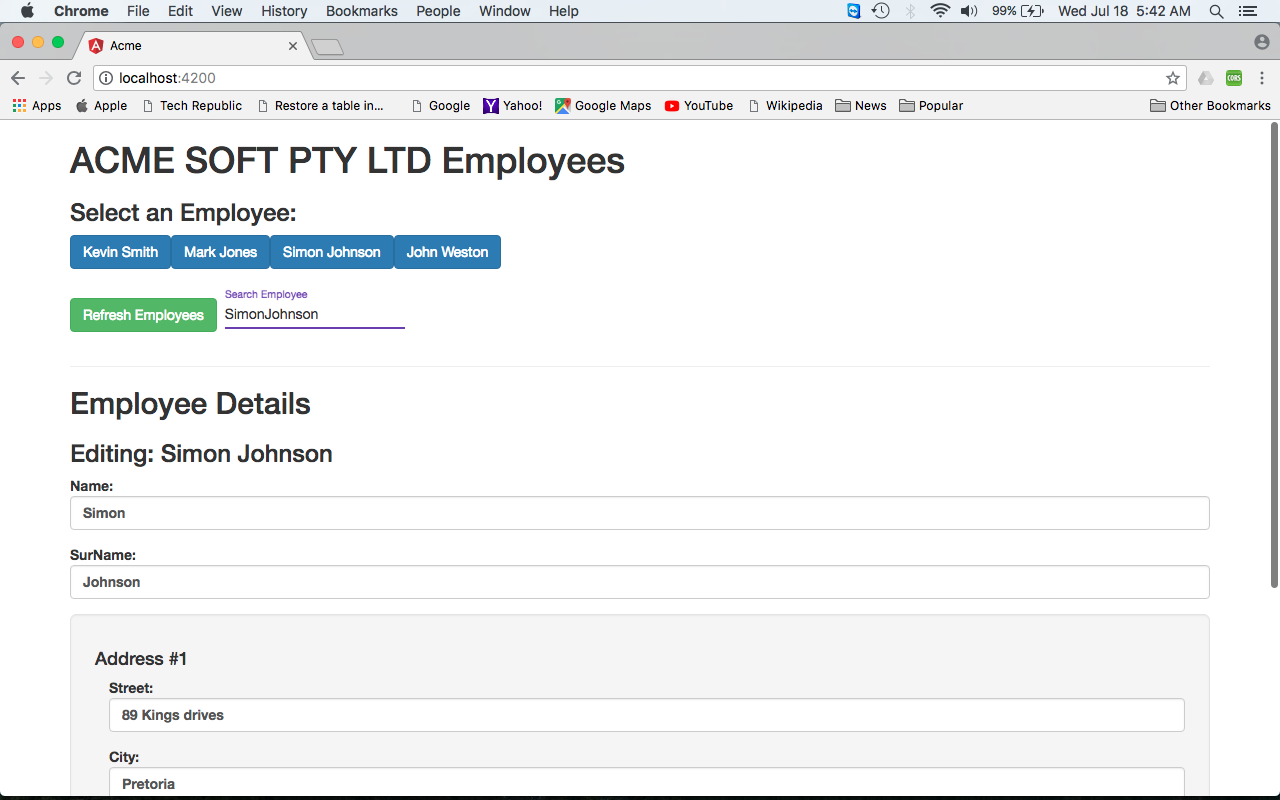 Chrome File Edit View History Bookmarks People Window Help 99% Wed Jul 18 5:42 AM
Acme
localhost:4200 CORS
Apps Apple Tech Republic Restore a table in... Google Yahoo! Google Maps YouTube Wikipedia News Popular Other Bookmarks
ACME SOFT PTY LTD Employees
Select an Employee:
Kevin Smith Mark Jones Simon Johnson John Weston
Search Employee
Refresh Employees SimonJohnson
Employee Details
Editing: Simon Johnson
Name:
Simon
SurName:
Johnson
Address #1
Street:
89 Kings drives
City:
Pretoria